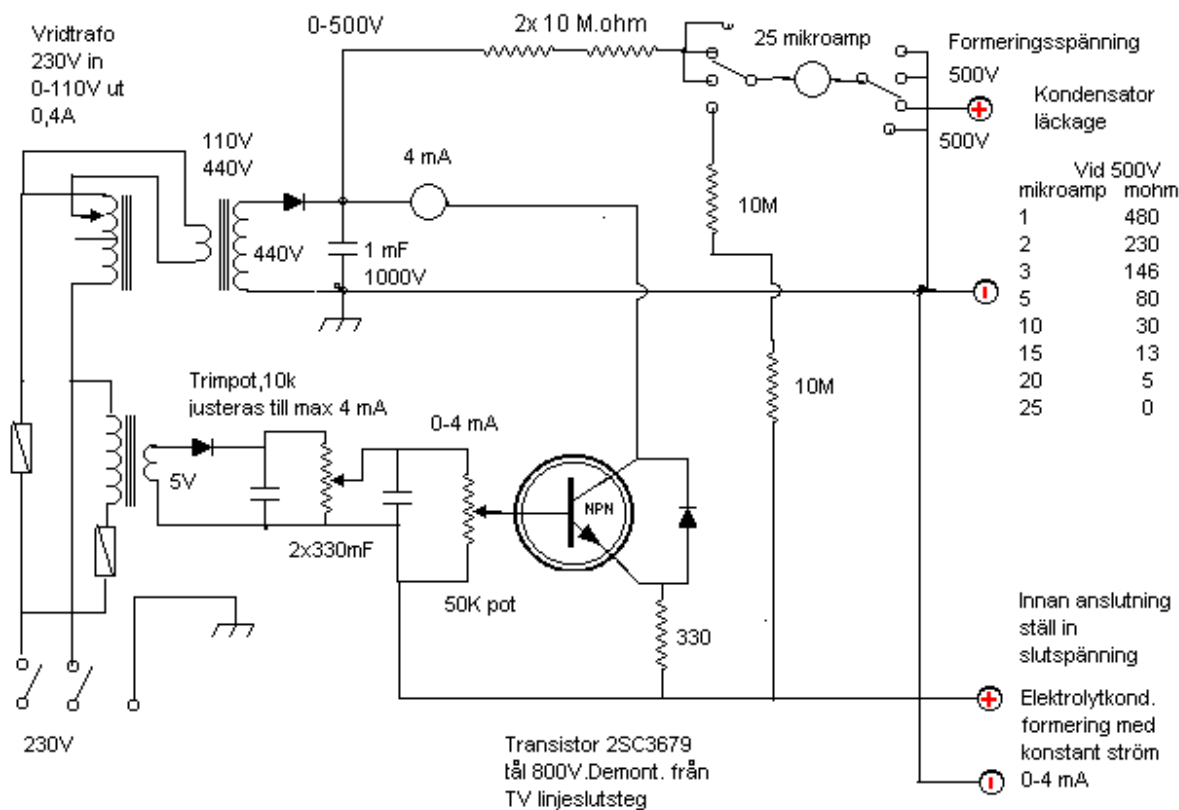 Vridtrafo
230V in
0-110V ut
0,4A
0-500V
2x 10 M.ohm
25 mikroamp
Formeringsspänning
500V
Kondensator
läckage
500V
110V
440V
4 mA
440V
1 mF
1000V
10M
Vid 500V
mikroamp mohm
1 480
2 230
3 146
5 80
10 30
15 13
20 5
25 0
Trimpot,10k
justeras till max 4 mA
0-4 mA
10M
5V
NPN
2x330mF
50K pot
330
Innan anslutning
ställ in
slutspänning
Elektrolytkond.
formering med
konstant ström
0-4 mA
230V
Transistor 2SC3679
tål 800V.Demont. från
TV linjeslutsteg